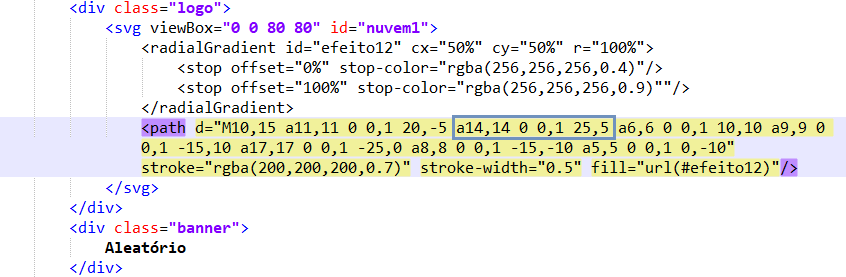 <div class="logo">
<svg viewBox="0 0 80 80" id="nuvem1">
<radialGradient id="efeito12" cx="50%" cy="50%" r="100%">
<stop offset="0%" stop-color="rgba(256,256,256,0.4)"/>
<stop offset="100%" stop-color="rgba(256,256,256,0.9)""/>
</radialGradient>
<path d="M10,15 a11,11 0 0,1 20,-5 a14,14 0 0,1 25,5 a6,6 0 0,1 10,10 a9,9 0
0,1 -15,10 a17,17 0 0,1 -25,0 a8,8 0 0,1 -15,-10 a5,5 0 0,1 0,-10"
stroke="rgba(200,200,200,0.7)" stroke-width="0.5" fill="url(#efeito12)"/>
</svg>
</div>
<div class="banner">
Aleatório
</div>